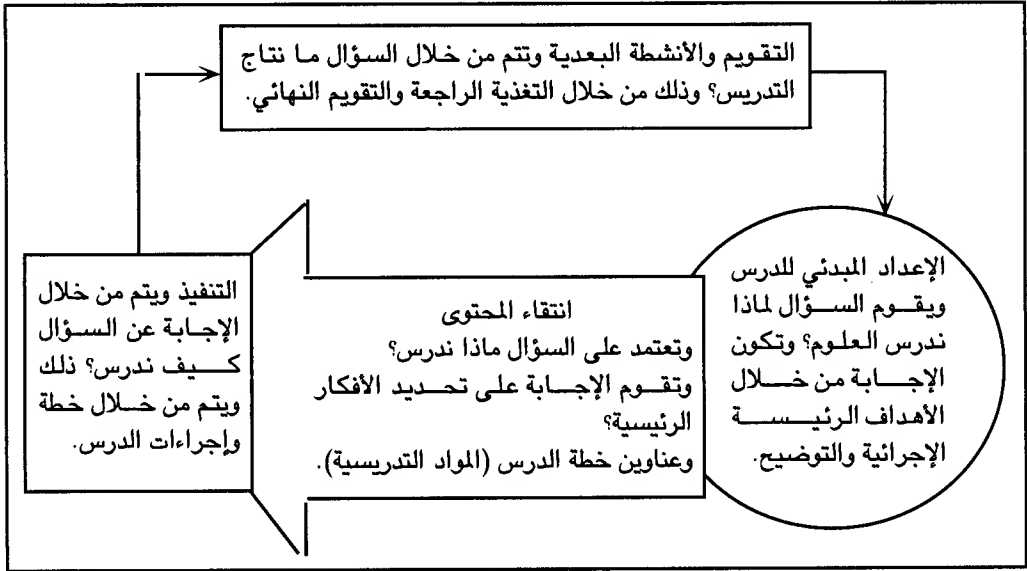 التقويم والأنشطة البعدية وتتم من خلال السؤال ما نتاج
التدريس؟ وذلك من خلال التغذية الراجعة والتقويم النهائي.
الإعداد المبدئي للدرس
ويقوم السؤال لماذا
ندرس العلوم؟ وتكون
الإجابة من خلال
الأهداف الرئيسة
الإجرائية والتوضيح.
انتقاء المحتوى
وتعتمد على السؤال ماذا ندرس؟
وتقوم الإجابة على تحديد الأفكار
الرئيسية؟
وعناوين خطة الدرس (المواد التدريسية).
التنفيذ ويتم من خلال
الإجابة عن السؤال
كيف ندرس؟ ذلك
ويتم من خلال خطة
وإجراءات الدرس.